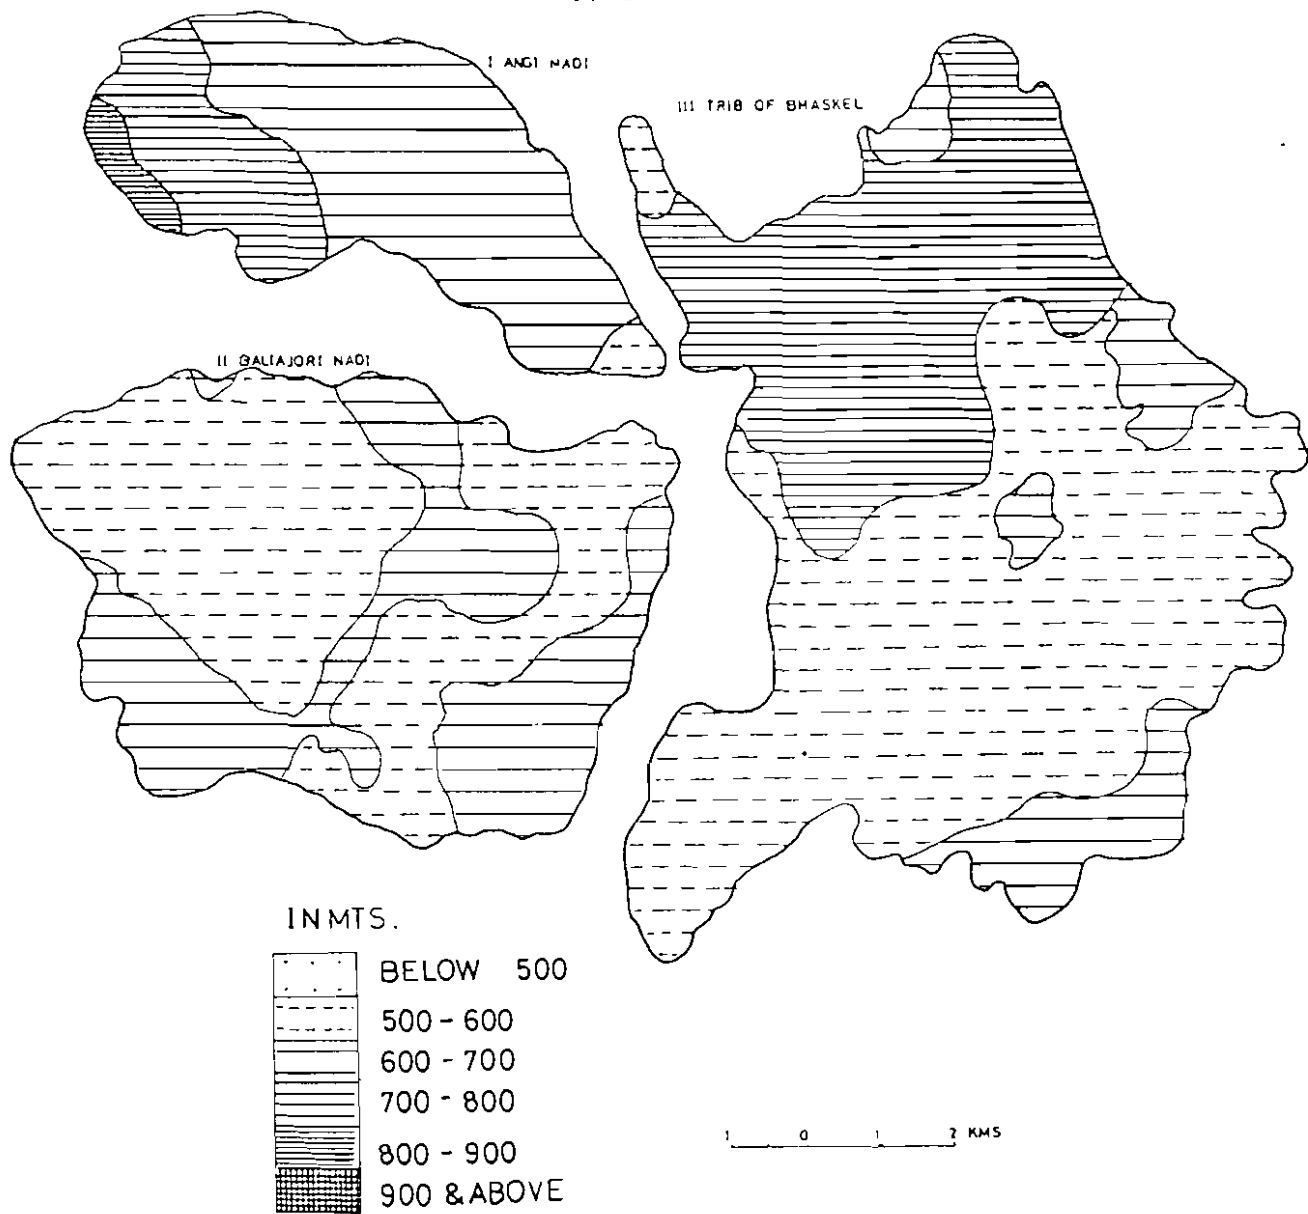 I ANGI NADI
III TRIB OF BHASKEL
II BALIAJORI NADI
IN MTS.
BELOW 500
500 - 600
600 - 700
700 - 800
800 - 900
900 & ABOVE
1 0 1 2 KMS